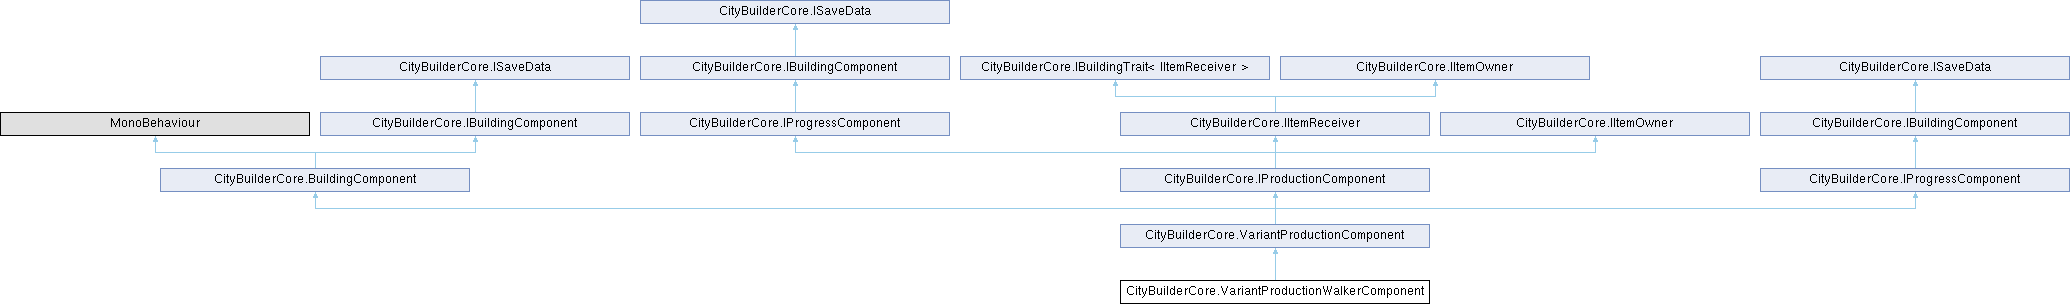 CityBuilderCore.ISaveData
CityBuilderCore.ISaveData
CityBuilderCore.IBuildingComponent
CityBuilderCore.IBuildingTrait< IItemReceiver >
CityBuilderCore.IItemOwner
CityBuilderCore.ISaveData
MonoBehaviour
CityBuilderCore.IBuildingComponent
CityBuilderCore.IProgressComponent
CityBuilderCore.IItemReceiver
CityBuilderCore.IItemOwner
CityBuilderCore.IBuildingComponent
CityBuilderCore.BuildingComponent
CityBuilderCore.IProductionComponent
CityBuilderCore.IProgressComponent
CityBuilderCore.VariantProductionComponent
CityBuilderCore.VariantProductionWalkerComponent